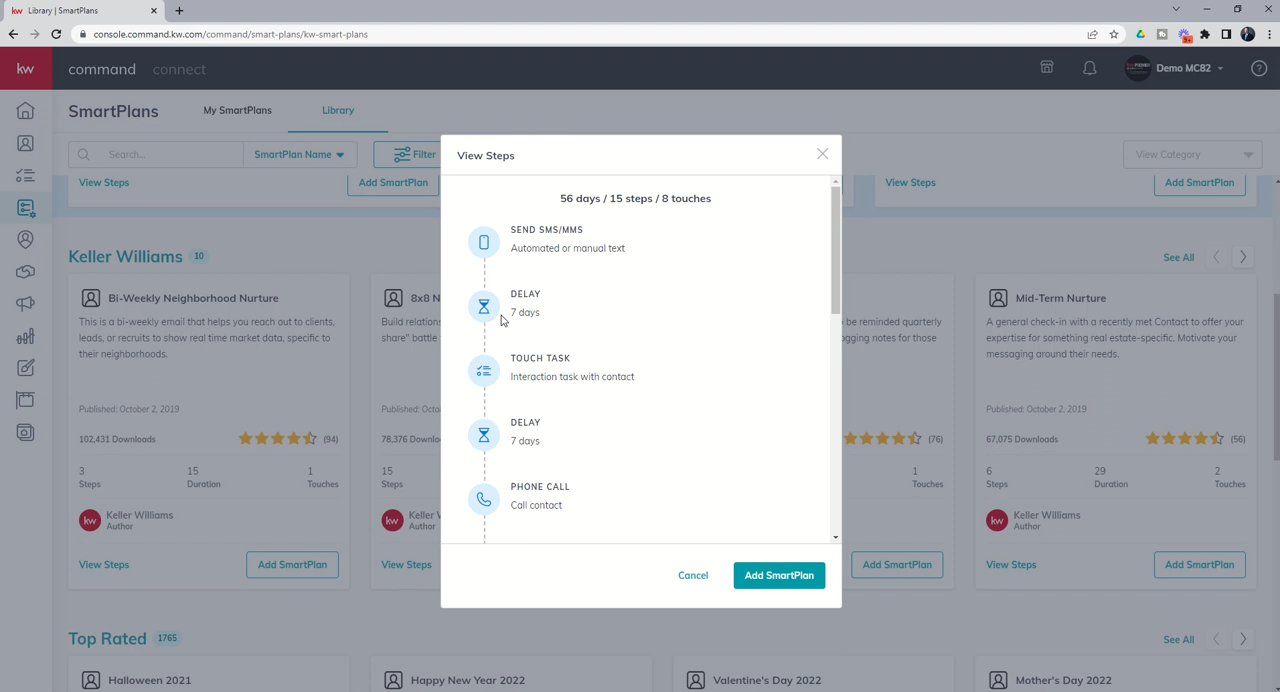 kw Library | SmartPlans
console.command.kw.com/command/smart-plans/kw-smart-plans
9+
kw command connect
Demo MC82
SmartPlans My SmartPlans Library
Search... SmartPlan Name Filter View Category
View Steps Add SmartPlan View Steps Add SmartPlan
View Steps
56 days / 15 steps / 8 touches
SEND SMS/MMS
Automated or manual text
DELAY
7 days
TOUCH TASK
Interaction task with contact
DELAY
7 days
PHONE CALL
Call contact
Cancel Add SmartPlan
Keller Williams 10 See All
Bi-Weekly Neighborhood Nurture
This is a bi-weekly email that helps you reach out to clients,
leads, or recruits to show real time market data, specific to
their neighborhoods.
Published: October 2, 2019
102,431 Downloads (94)
3 15 1
Steps Duration Touches
kw Keller Williams
Author
View Steps Add SmartPlan
8x8 N
Build relations
share" battle
Published: Octo
78,376 Downlo
15
Steps
kw Keller W
Author
View Steps
be reminded quarterly
agging notes for those
(76)
1
Touches
Add SmartPlan
Mid-Term Nurture
A general check-in with a recently met Contact to offer your
expertise for something real estate-specific. Motivate your
messaging around their needs.
Published: October 2, 2019
67,075 Downloads (56)
6 29 2
Steps Duration Touches
kw Keller Williams
Author
View Steps Add SmartPlan
Top Rated 1765 See All
Halloween 2021 Happy New Year 2022 Valentine's Day 2022 Mother's Day 2022